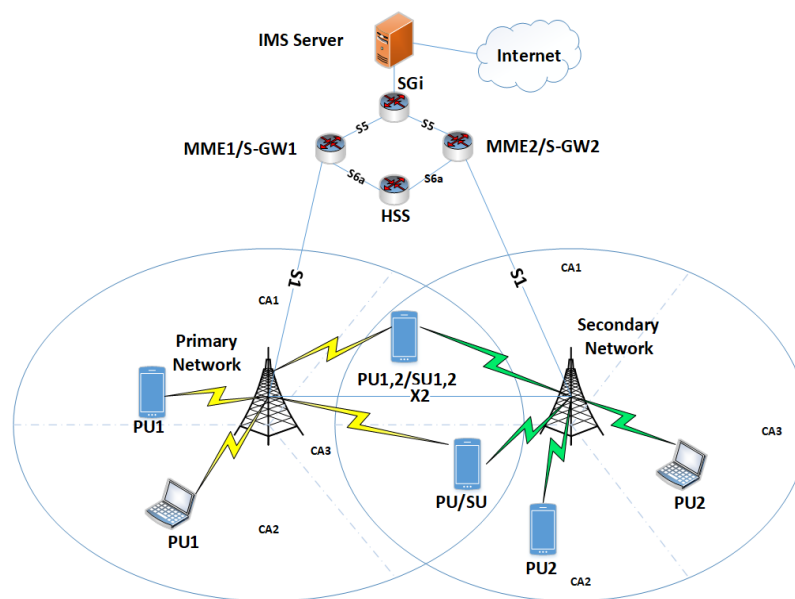 IMS Server
Internet
SGi
S5
S5
MME1/S-GW1
MME2/S-GW2
S6a
S6a
HSS
S1
S1
CA1
CA1
Primary
Network
Secondary
Network
PU1,2/SU1,2
X2
PU1
CA3
CA3
PU/SU
PU2
CA2
PU1
PU2
CA2